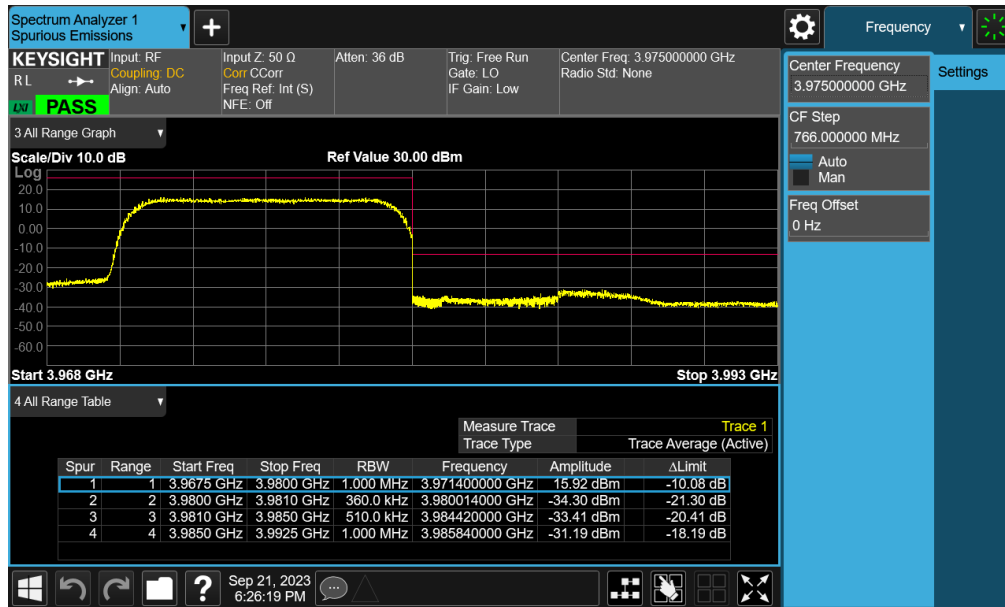 Spectrum Analyzer 1
Spurious Emissions
KEYSIGHT
R L
LXI PASS
Input: RF
Coupling: DC
Align: Auto
Input Z: 50 Ω
Corr CCorr
Freq Ref: Int (S)
NFE: Off
Atten: 36 dB
Trig: Free Run
Gate: LO
IF Gain: Low
Center Freq: 3.975000000 GHz
Radio Std: None
3 All Range Graph
Scale/Div 10.0 dB Ref Value 30.00 dBm
Log
20.0
10.0
0.00
-10.0
-20.0
-30.0
-40.0
-50.0
-60.0
Start 3.968 GHz Stop 3.993 GHz
4 All Range Table
Measure Trace Trace 1
Trace Type Trace Average (Active)
Spur Range Start Freq Stop Freq RBW Frequency Amplitude ΔLimit
1 1 3.9675 GHz 3.9800 GHz 1.000 MHz 3.971400000 GHz 15.92 dBm -10.08 dB
2 2 3.9800 GHz 3.9810 GHz 360.0 kHz 3.980014000 GHz -34.30 dBm -21.30 dB
3 3 3.9810 GHz 3.9850 GHz 510.0 kHz 3.984420000 GHz -33.41 dBm -20.41 dB
4 4 3.9850 GHz 3.9925 GHz 1.000 MHz 3.985840000 GHz -31.19 dBm -18.19 dB
Sep 21, 2023
6:26:19 PM
Frequency
Settings
Center Frequency
3.975000000 GHz
CF Step
766.000000 MHz
Auto
Man
Freq Offset
0 Hz